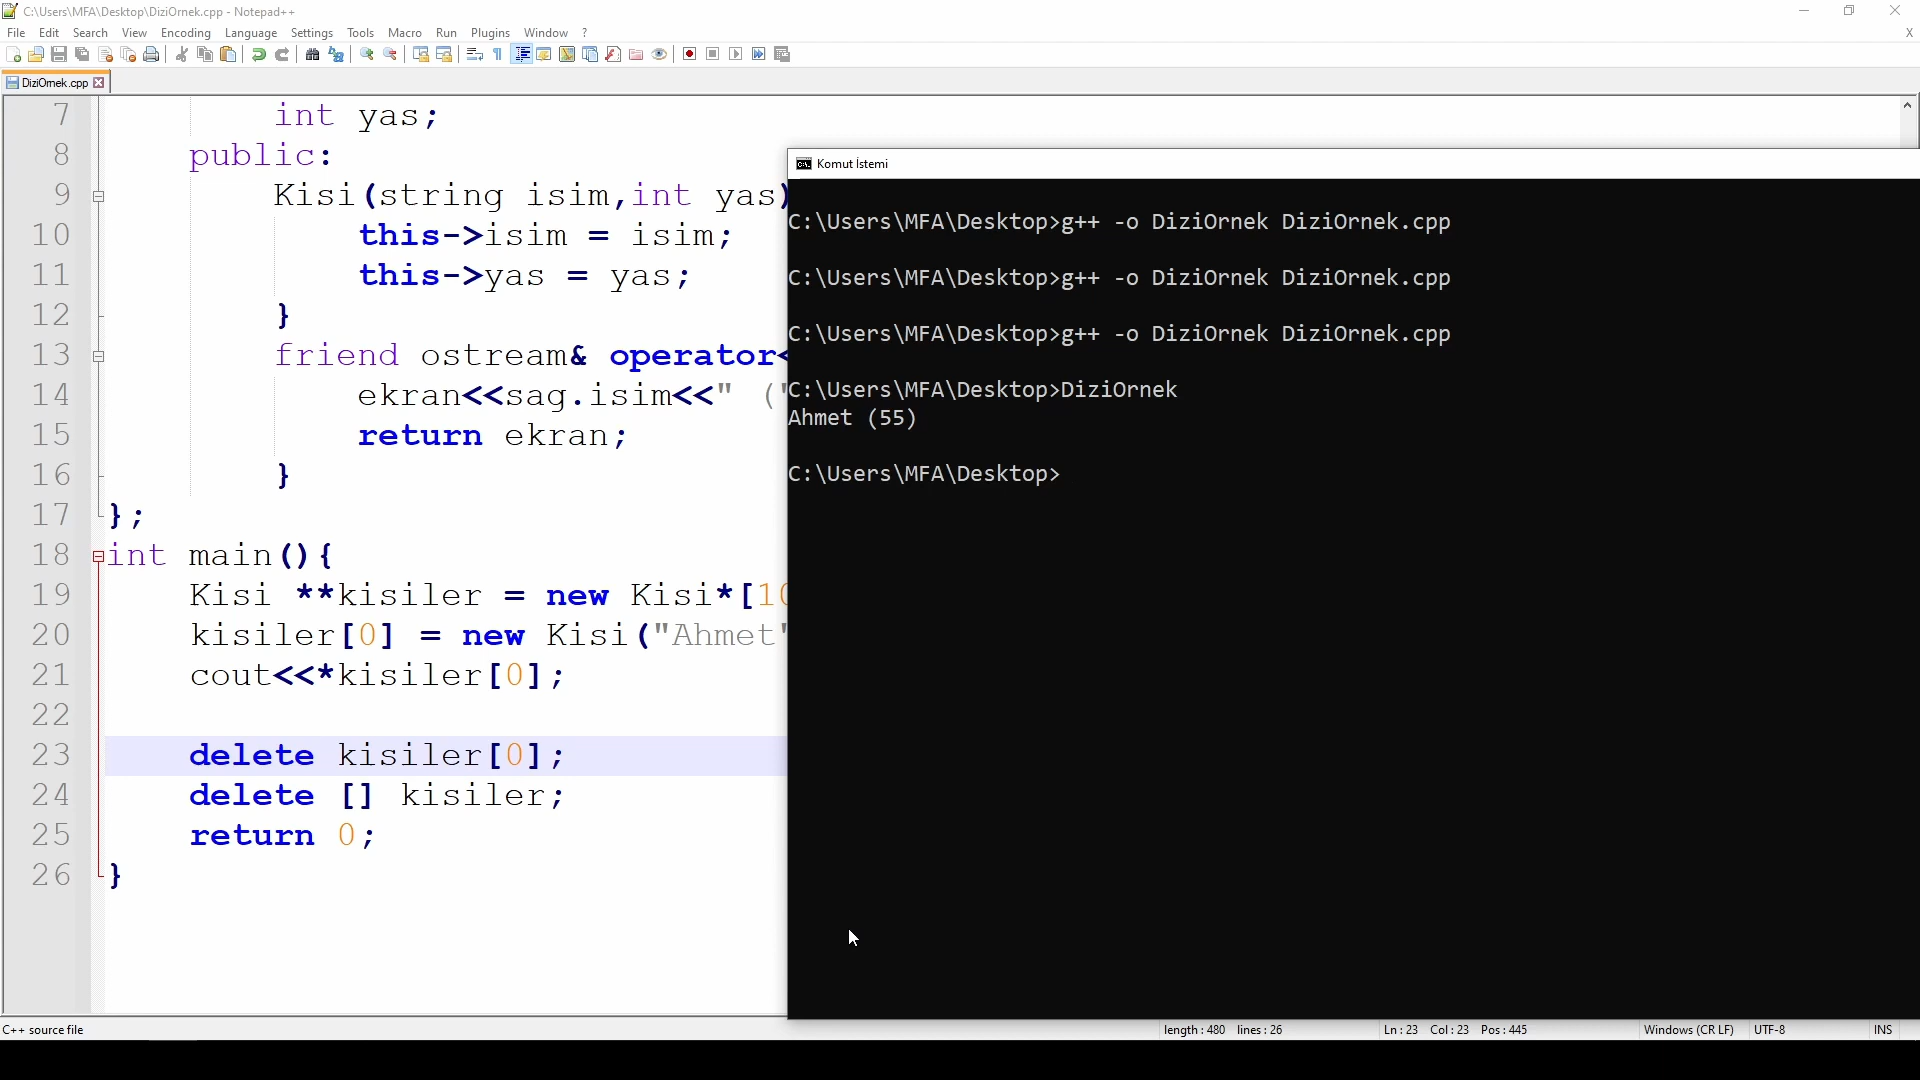 C:\Users\MFA\Desktop\DiziOrnek.cpp - Notepad++
File Edit Search View Encoding Language Settings Tools Macro Run Plugins Window ? X
DiziOrnek.cpp
7 int yas;
8 public:
9 Kisi(string isim,int yas)
10 this->isim = isim;
11 this->yas = yas;
12 }
13 friend ostream& operator<
14 ekran<<sag.isim<<" ("
15 return ekran;
16 }
17 };
18 int main(){
19 Kisi **kisiler = new Kisi*[10
20 kisiler[0] = new Kisi("Ahmet"
21 cout<<*kisiler[0];
22
23 delete kisiler[0];
24 delete [] kisiler;
25 return 0;
26 }
Komut İstemi
C:\Users\MFA\Desktop>g++ -o DiziOrnek DiziOrnek.cpp
C:\Users\MFA\Desktop>g++ -o DiziOrnek DiziOrnek.cpp
C:\Users\MFA\Desktop>g++ -o DiziOrnek DiziOrnek.cpp
C:\Users\MFA\Desktop>DiziOrnek
Ahmet (55)
C:\Users\MFA\Desktop>
C++ source file length : 480 lines : 26 Ln : 23 Col : 23 Pos : 445 Windows (CR LF) UTF-8 INS